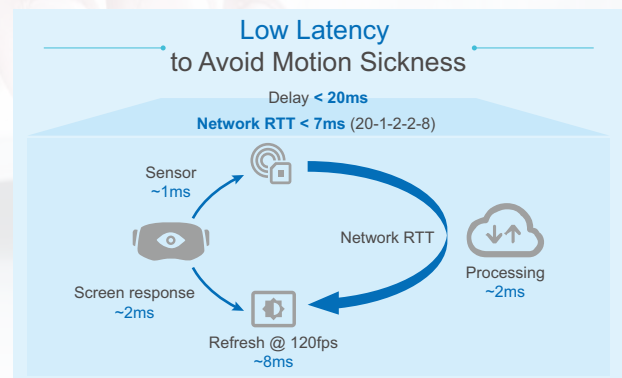 Low Latency
to Avoid Motion Sickness
Delay < 20ms
Network RTT < 7ms (20-1-2-2-8)
Sensor
~1ms
Network RTT
Processing
~2ms
Screen response
~2ms
Refresh @ 120fps
~8ms